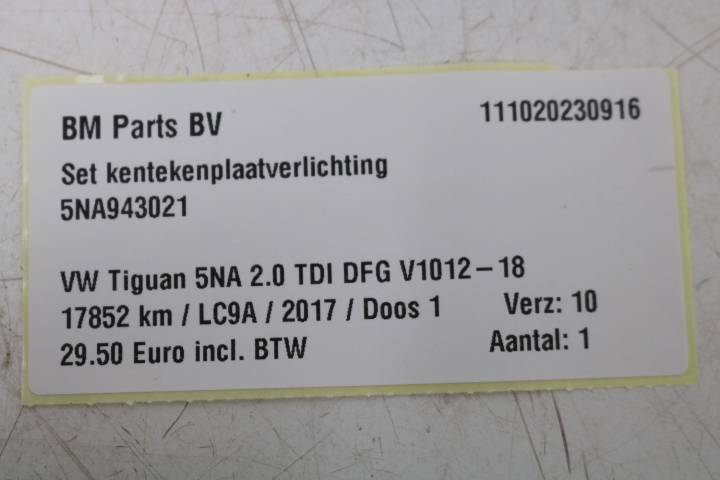 BM Parts BV 111020230916
Set kentekenplaatverlichting
5NA943021
VW Tiguan 5NA 2.0 TDI DFG V1012-18
17852 km / LC9A / 2017 / Doos 1 Verz: 10
29.50 Euro incl. BTW Aantal: 1